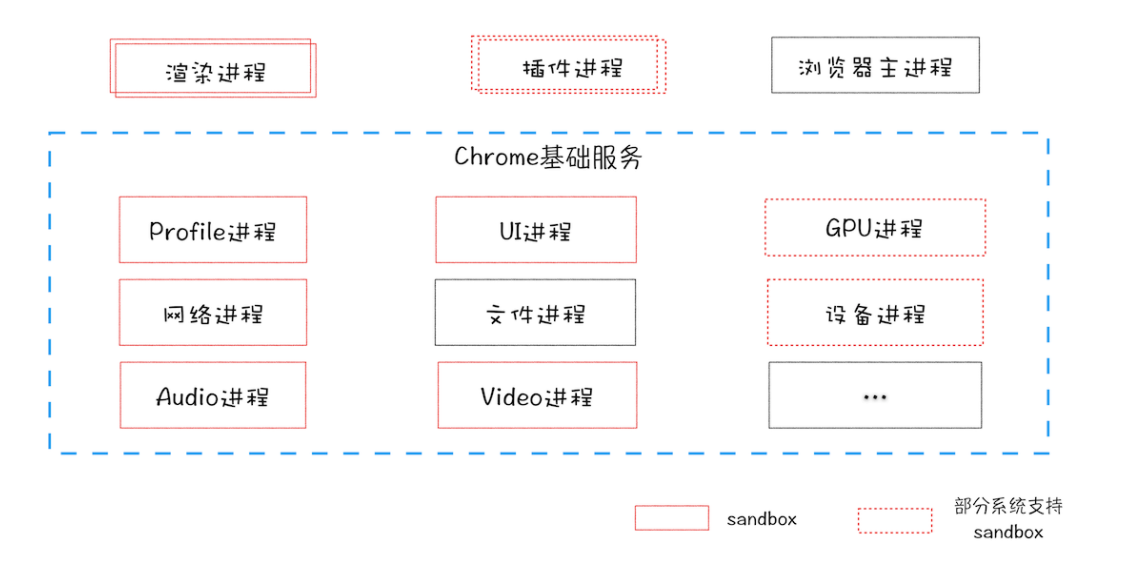 渲染进程
插件进程
浏览器主进程
Chrome基础服务
Profile进程
UI进程
GPU进程
网络进程
文件进程
设备进程
Audio进程
Video进程
...
sandbox
部分系统支持
sandbox